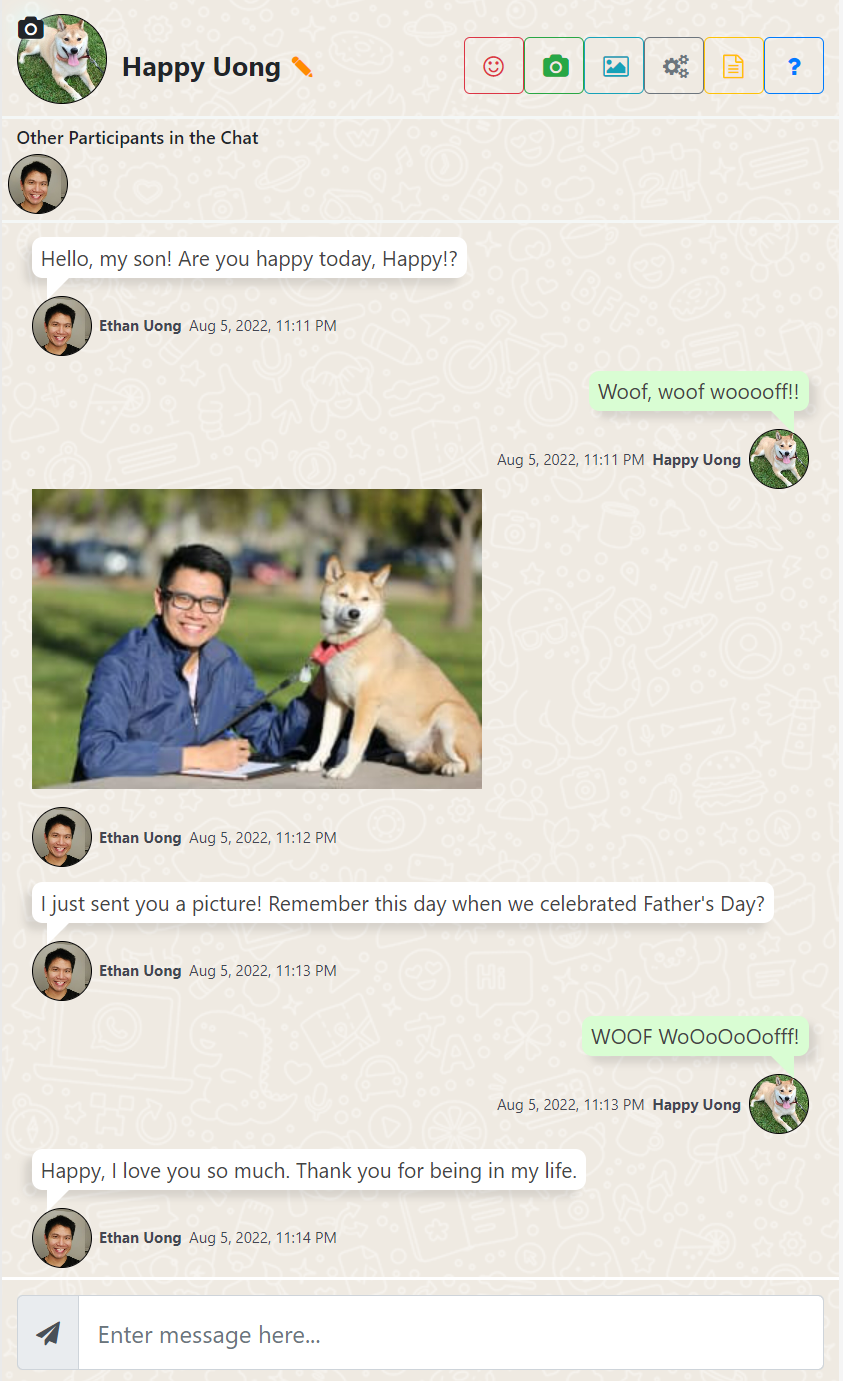 Happy Uong
?
Other Participants in the Chat
Hello, my son! Are you happy today, Happy!?
Ethan Uong Aug 5, 2022, 11:11 PM
Woof, woof wooooff!!
Aug 5, 2022, 11:11 PM Happy Uong
Ethan Uong Aug 5, 2022, 11:12 PM
I just sent you a picture! Remember this day when we celebrated Father's Day?
Ethan Uong Aug 5, 2022, 11:13 PM
WOOF WoOoOoOofff!
Aug 5, 2022, 11:13 PM Happy Uong
Happy, I love you so much. Thank you for being in my life.
Ethan Uong Aug 5, 2022, 11:14 PM
Enter message here...